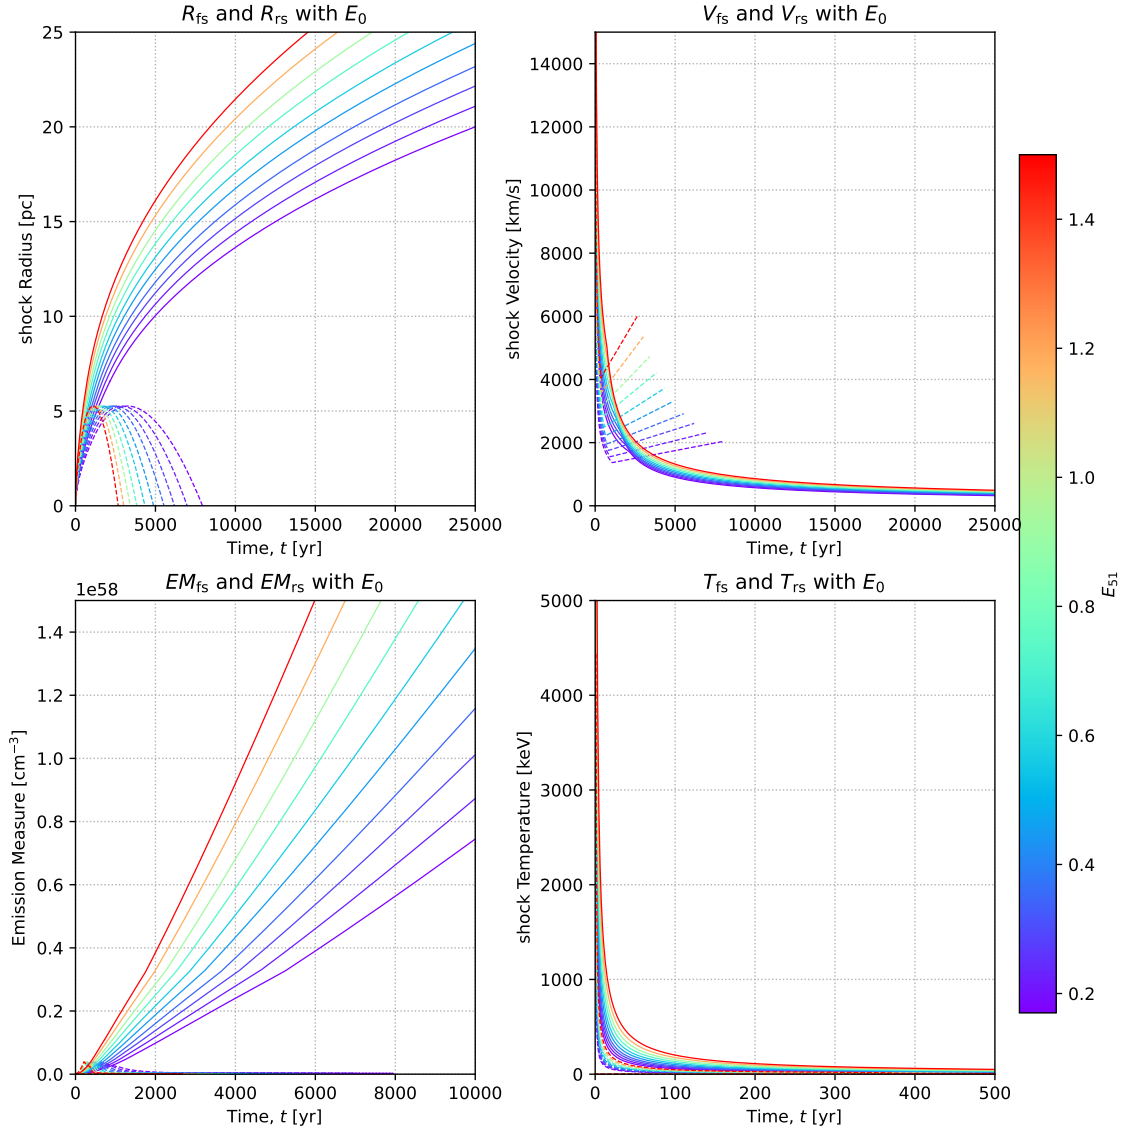 R_fs and R_rs with E_0
25
20
15
10
5
0
shock Radius [pc]
0 5000 10000 15000 20000 25000
Time, t [yr]
V_fs and V_rs with E_0
14000
12000
10000
8000
6000
4000
2000
0
shock Velocity [km/s]
0 5000 10000 15000 20000 25000
Time, t [yr]
EM_fs and EM_rs with E_0
1e58
1.4
1.2
1.0
0.8
0.6
0.4
0.2
0.0
Emission Measure [cm⁻³]
0 2000 4000 6000 8000 10000
Time, t [yr]
T_fs and T_rs with E_0
5000
4000
3000
2000
1000
0
shock Temperature [keV]
0 100 200 300 400 500
Time, t [yr]
1.4
1.2
1.0
0.8
0.6
0.4
0.2
E_51